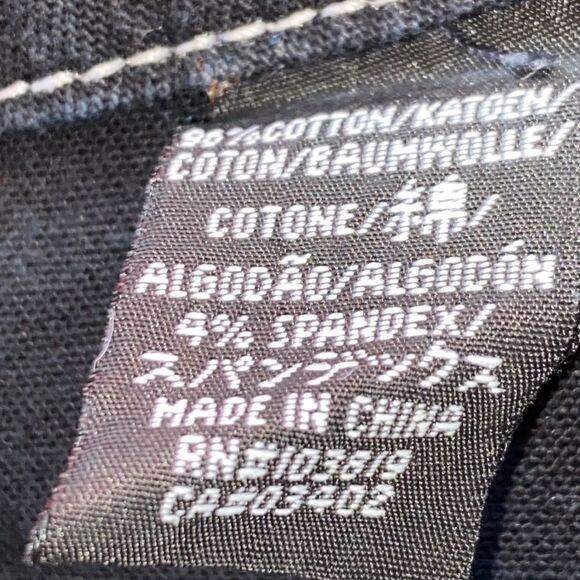 96% COTTON/KATOEN/
COTON/BAUMWOLLE/
COTONE/綿/
ALGODÃO/ALGODÓN
4% SPANDEX/
スパンデックス
MADE IN CHINA
RN#103819
CA#03402